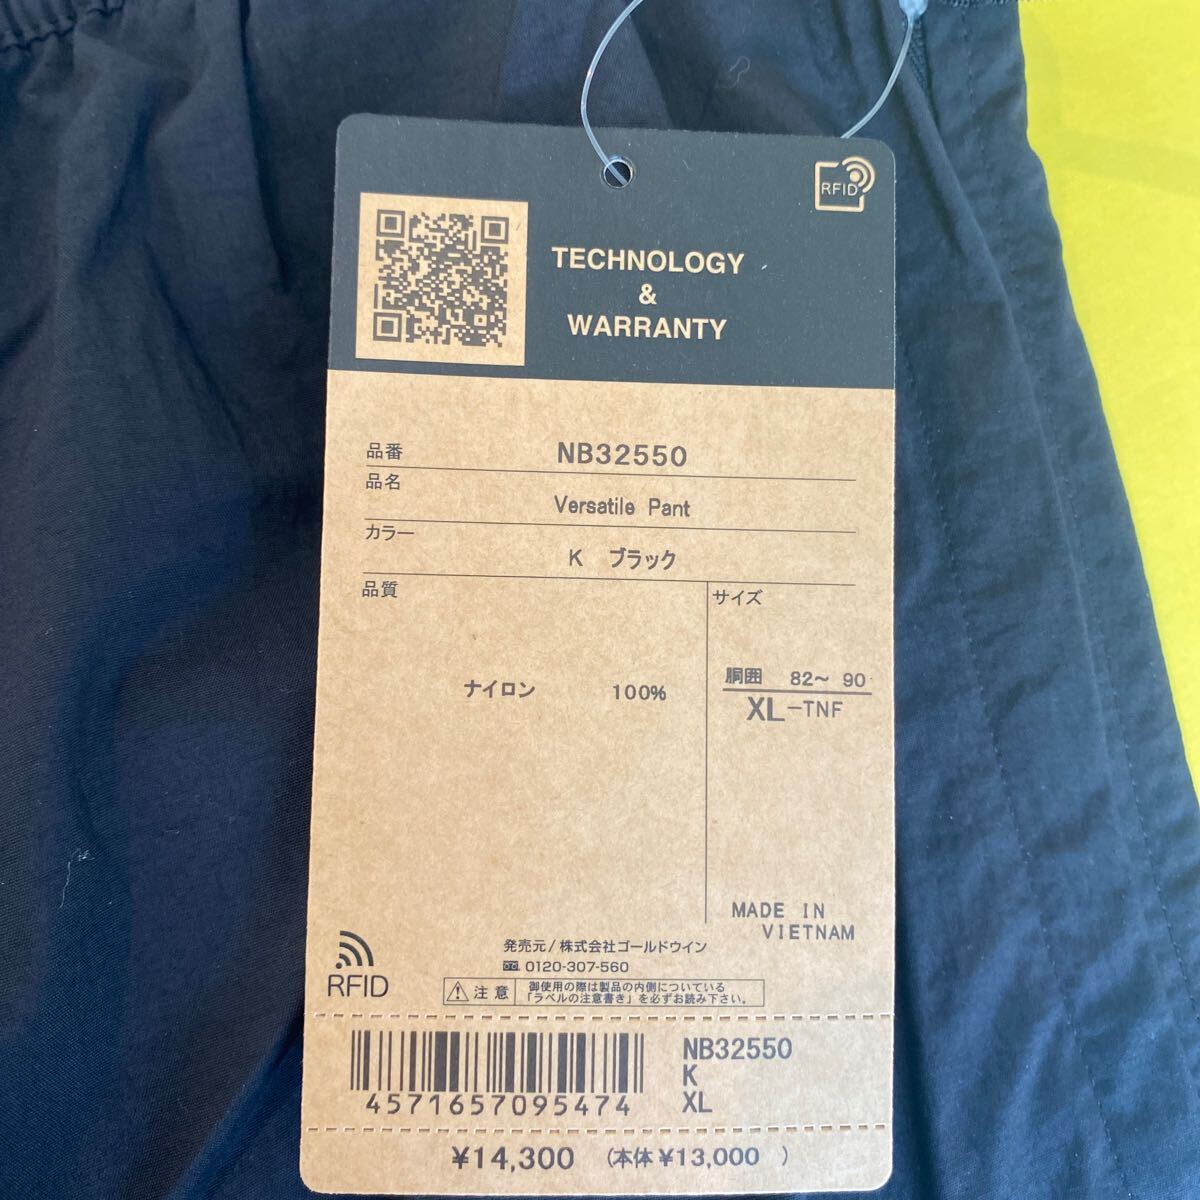 RFID
TECHNOLOGY
&
WARRANTY
品番 NB32550
品名 Versatile Pant
カラー K ブラック
品質
サイズ
ナイロン 100%
胴囲 82〜 90
XL-TNF
MADE IN
VIETNAM
発売元/株式会社ゴールドウイン
0120-307-560
RFID
注意
御使用の際は製品の内側についている
「ラベルの注意書き」を必ずお読み下さい。
4571657095474
NB32550
K
XL
¥14,300 (本体 ¥13,000 )